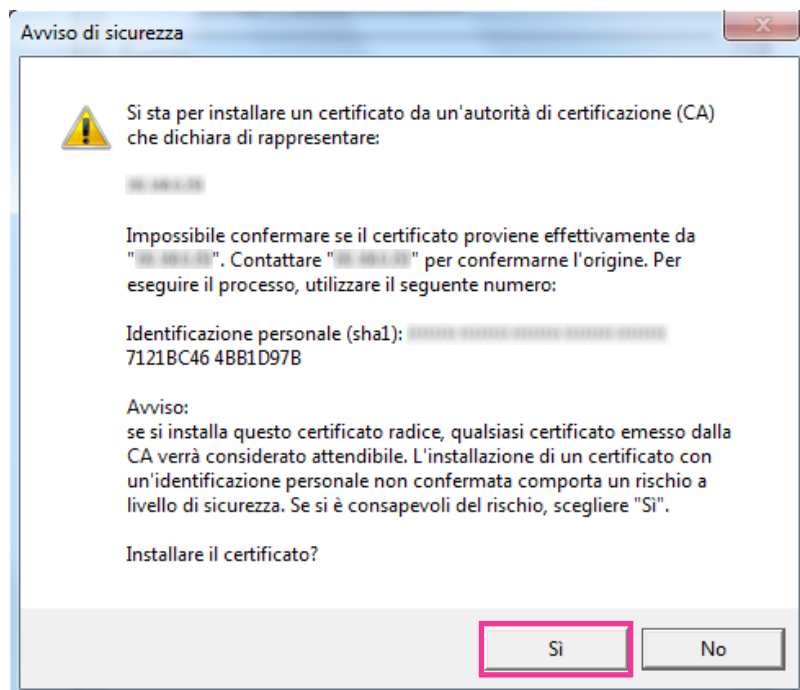 Avviso di sicurezza
Si sta per installare un certificato da un'autorità di certificazione (CA)
che dichiara di rappresentare:
Impossibile confermare se il certificato proviene effettivamente da
"". Contattare "" per confermarne l'origine. Per
eseguire il processo, utilizzare il seguente numero:
Identificazione personale (sha1):
7121BC46 4BB1D97B
Avviso:
se si installa questo certificato radice, qualsiasi certificato emesso dalla
CA verrà considerato attendibile. L'installazione di un certificato con
un'identificazione personale non confermata comporta un rischio a
livello di sicurezza. Se si è consapevoli del rischio, scegliere "Sì".
Installare il certificato?
Sì
No